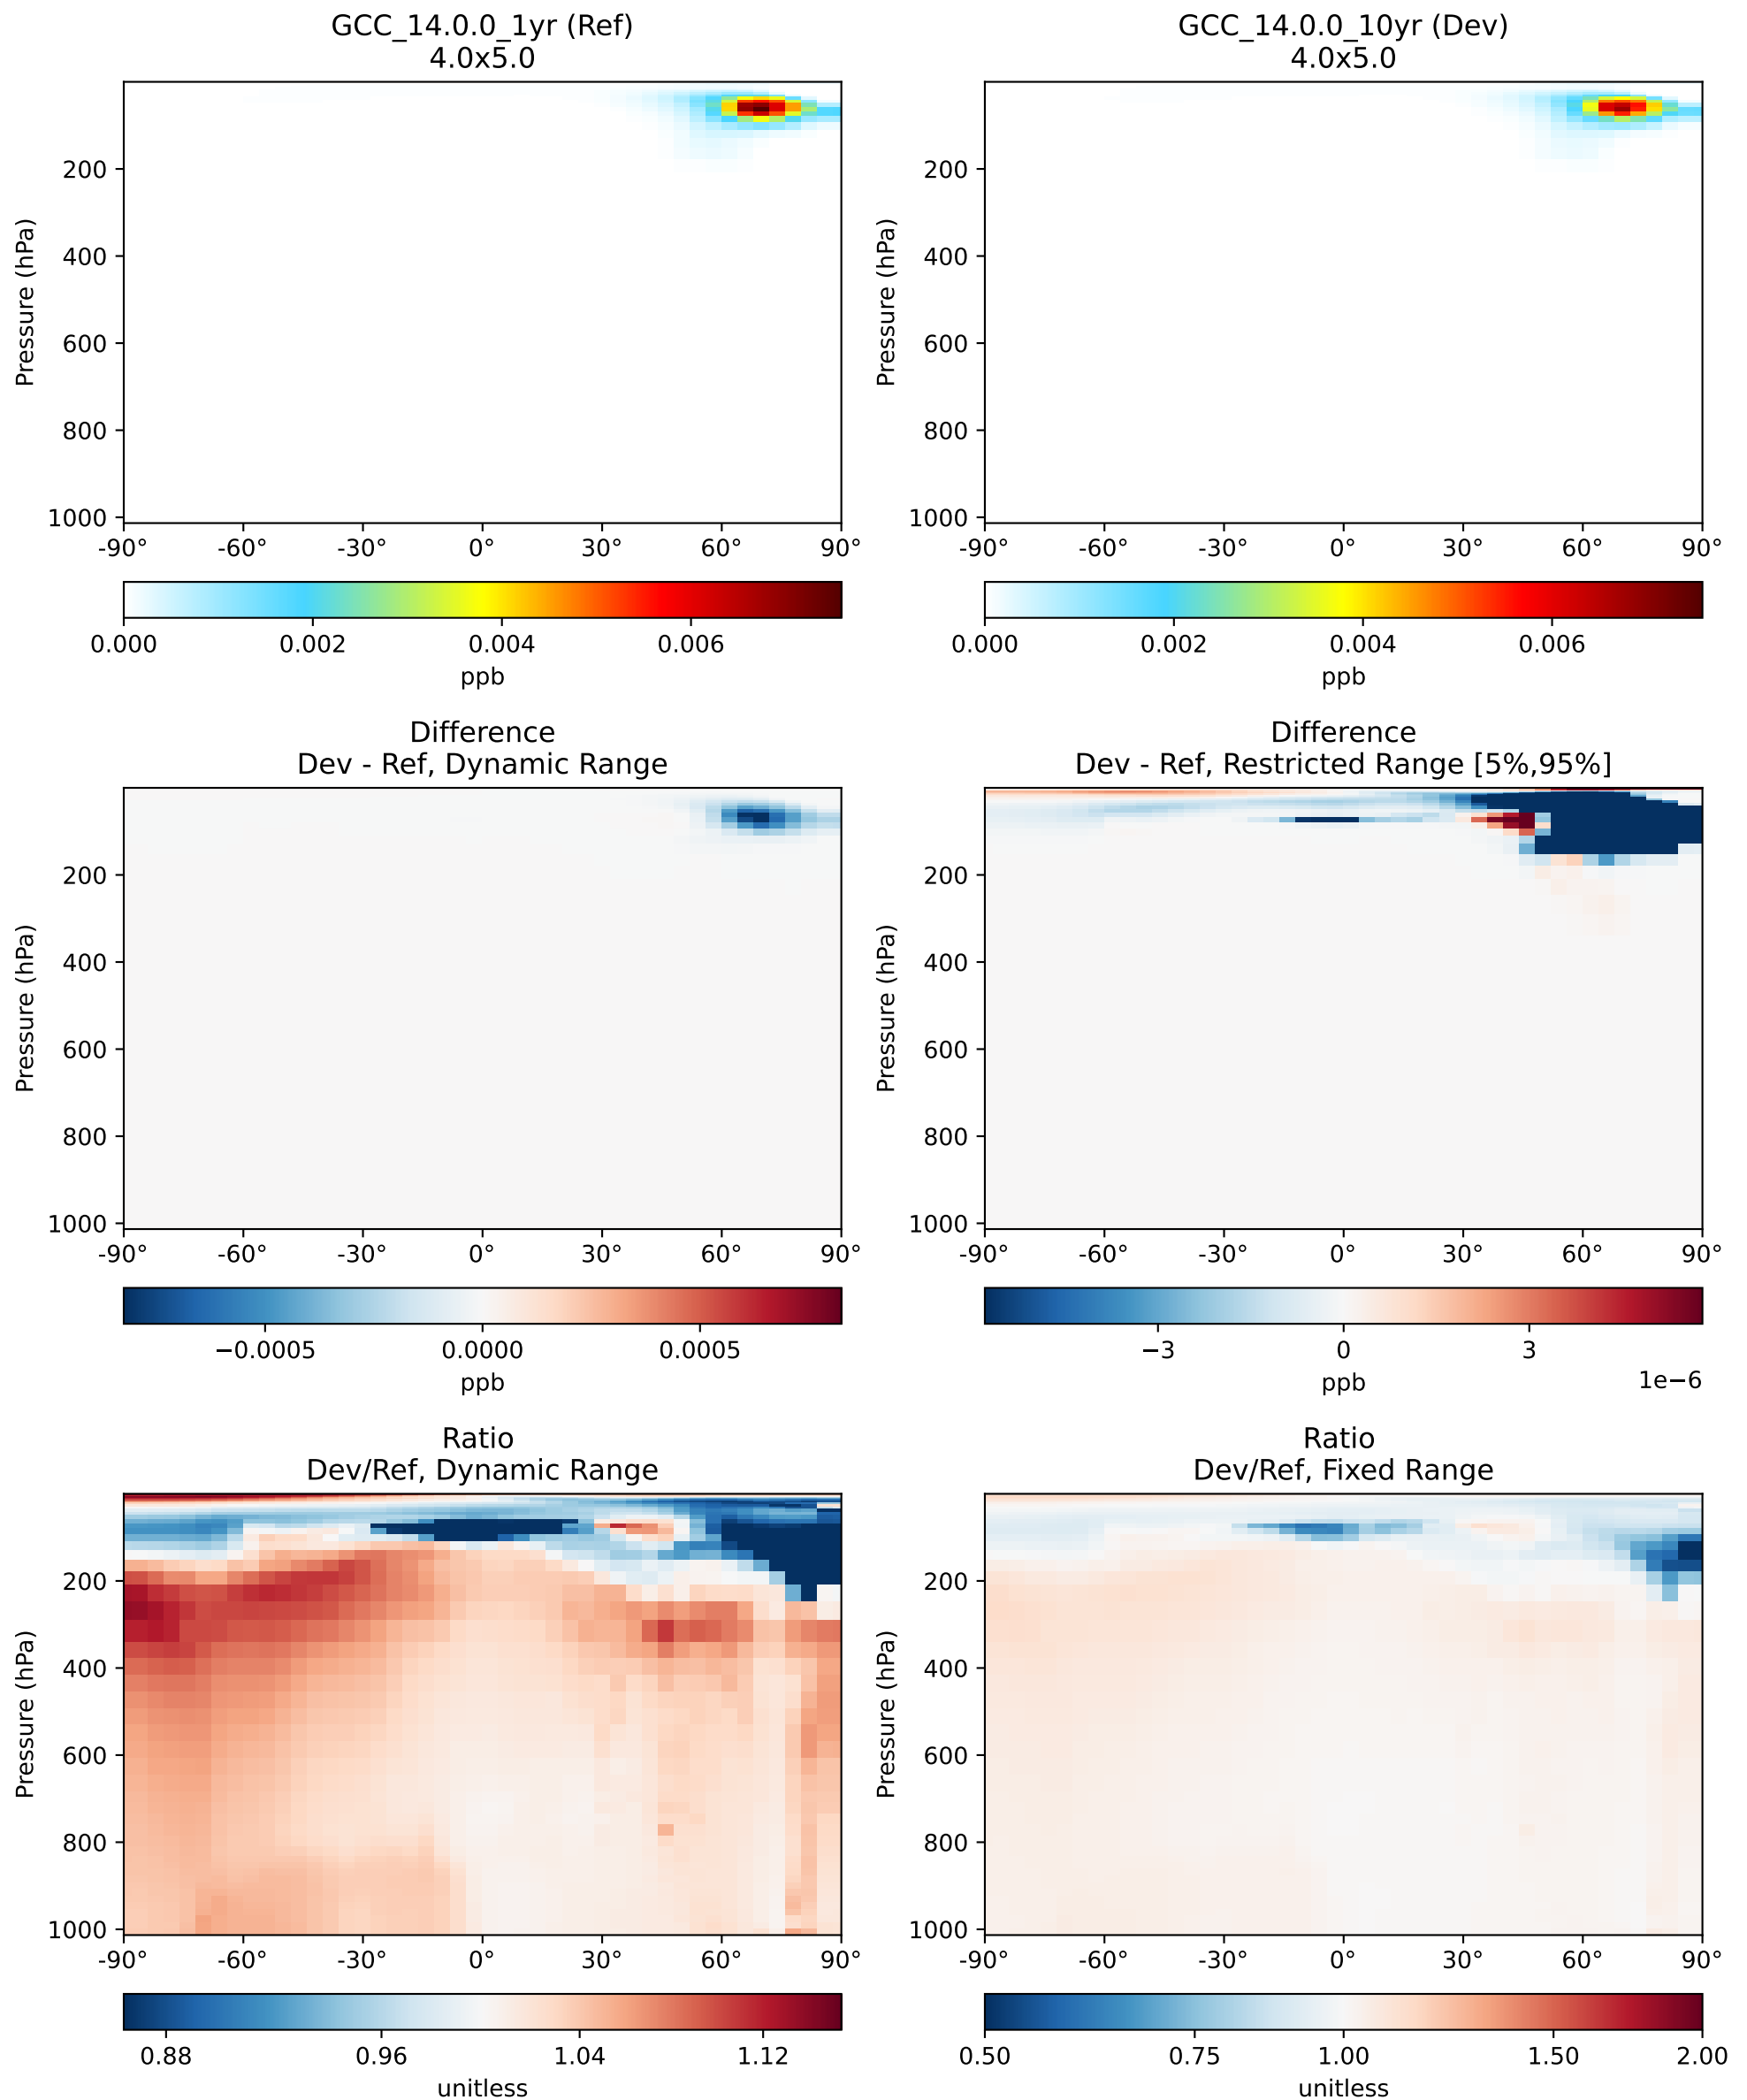 GCC_14.0.0_1yr (Ref)
4.0x5.0
Pressure (hPa)
200
400
600
800
1000
-90° -60° -30° 0° 30° 60° 90°
0.000 0.002 0.004 0.006
ppb
GCC_14.0.0_10yr (Dev)
4.0x5.0
Pressure (hPa)
200
400
600
800
1000
-90° -60° -30° 0° 30° 60° 90°
0.000 0.002 0.004 0.006
ppb
Difference
Dev - Ref, Dynamic Range
Pressure (hPa)
200
400
600
800
1000
-90° -60° -30° 0° 30° 60° 90°
−0.0005 0.0000 0.0005
ppb
Difference
Dev - Ref, Restricted Range [5%,95%]
Pressure (hPa)
200
400
600
800
1000
-90° -60° -30° 0° 30° 60° 90°
−3 0 3
ppb
1e−6
Ratio
Dev/Ref, Dynamic Range
Pressure (hPa)
200
400
600
800
1000
-90° -60° -30° 0° 30° 60° 90°
0.88 0.96 1.04 1.12
unitless
Ratio
Dev/Ref, Fixed Range
Pressure (hPa)
200
400
600
800
1000
-90° -60° -30° 0° 30° 60° 90°
0.50 0.75 1.00 1.50 2.00
unitless